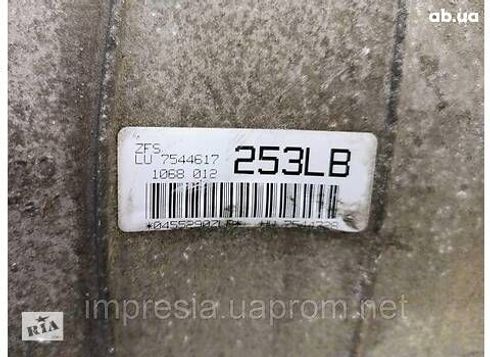 ab.ua
ZFS
LU 7544617
1068 012
253LB
impresia.uaprom.net
RIA